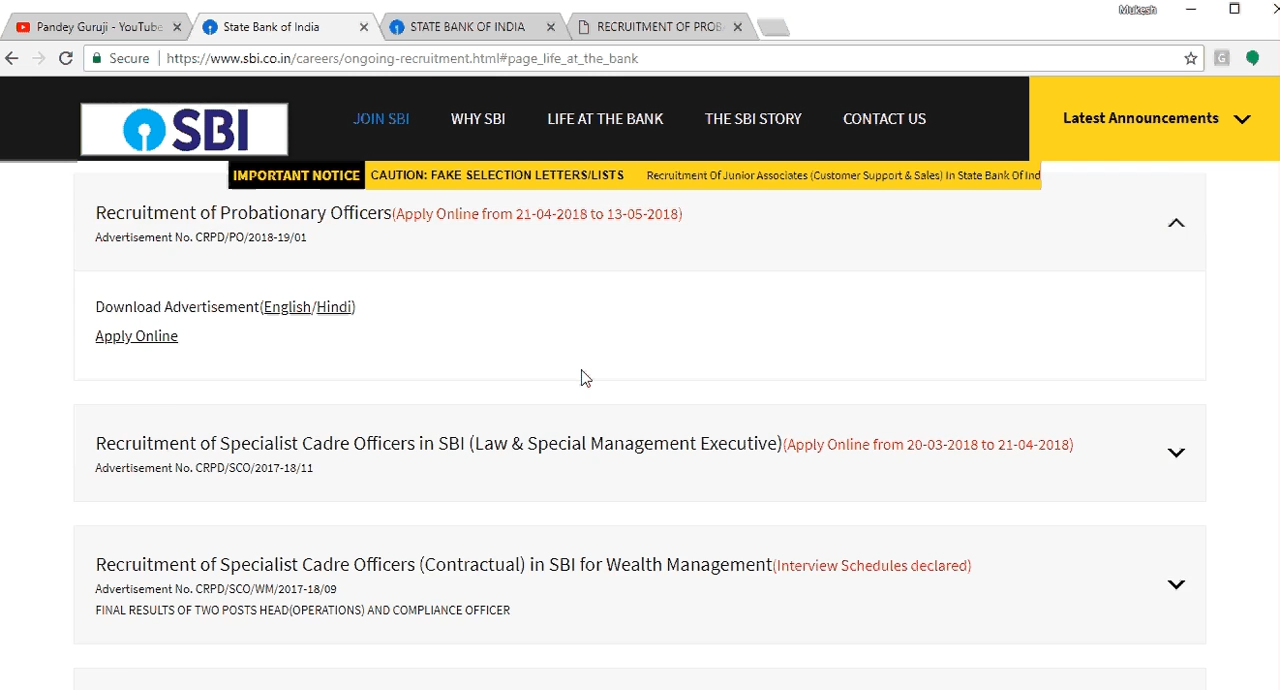 Pandey Guruji - YouTube
State Bank of India
STATE BANK OF INDIA
RECRUITMENT OF PROB
Mukesh
Secure
https://www.sbi.co.in/careers/ongoing-recruitment.html#page_life_at_the_bank
SBI
JOIN SBI
WHY SBI
LIFE AT THE BANK
THE SBI STORY
CONTACT US
Latest Announcements
IMPORTANT NOTICE
CAUTION: FAKE SELECTION LETTERS/LISTS
Recruitment Of Junior Associates (Customer Support & Sales) In State Bank Of Ind
Recruitment of Probationary Officers(Apply Online from 21-04-2018 to 13-05-2018)
Advertisement No. CRPD/PO/2018-19/01
Download Advertisement(English/Hindi)
Apply Online
Recruitment of Specialist Cadre Officers in SBI (Law & Special Management Executive)(Apply Online from 20-03-2018 to 21-04-2018)
Advertisement No. CRPD/SCO/2017-18/11
Recruitment of Specialist Cadre Officers (Contractual) in SBI for Wealth Management(Interview Schedules declared)
Advertisement No. CRPD/SCO/WM/2017-18/09
FINAL RESULTS OF TWO POSTS HEAD(OPERATIONS) AND COMPLIANCE OFFICER